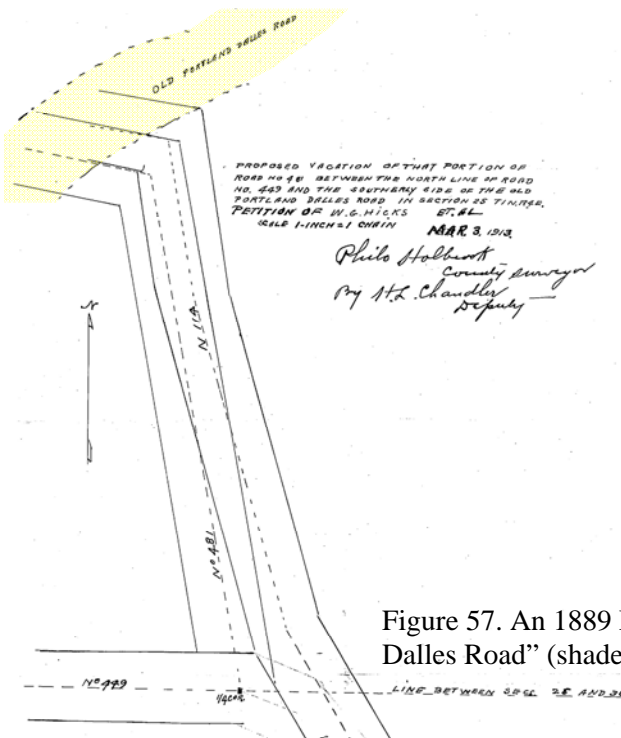 OLD PORTLAND DALLES ROAD
PROPOSED VACATION OF THAT PORTION OF
ROAD NO 481 BETWEEN THE NORTH LINE OF ROAD
NO. 449 AND THE SOUTHERLY SIDE OF THE OLD
PORTLAND DALLES ROAD IN SECTION 25 T.1N.R.4E.
PETITION OF W.G. HICKS ET. AL
SCALE 1-INCH=1 CHAIN MAR 3, 1913.
Philo Holbrook
County Surveyor
By H.L. Chandler
Deputy
N
N 114
No 481
Figure 57. An 1889
Dalles Road” (shade
No 449
1/4 COR
LINE BETWEEN SECS 25 AND